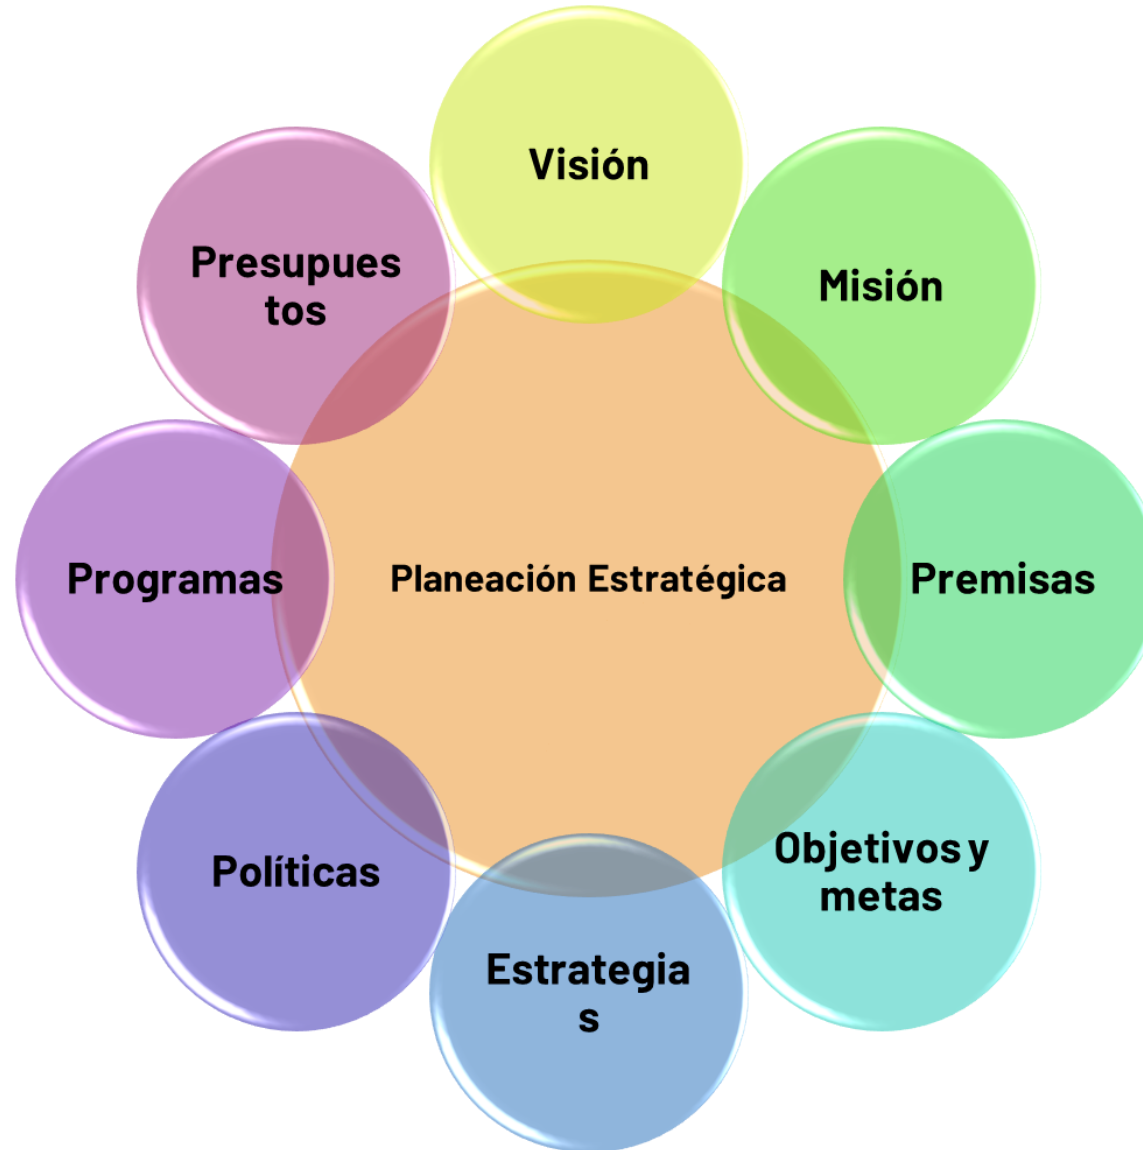 Visión
Misión
Premisas
Objetivos y
metas
Estrategia
s
Políticas
Programas
Presupues
tos
Planeación Estratégica